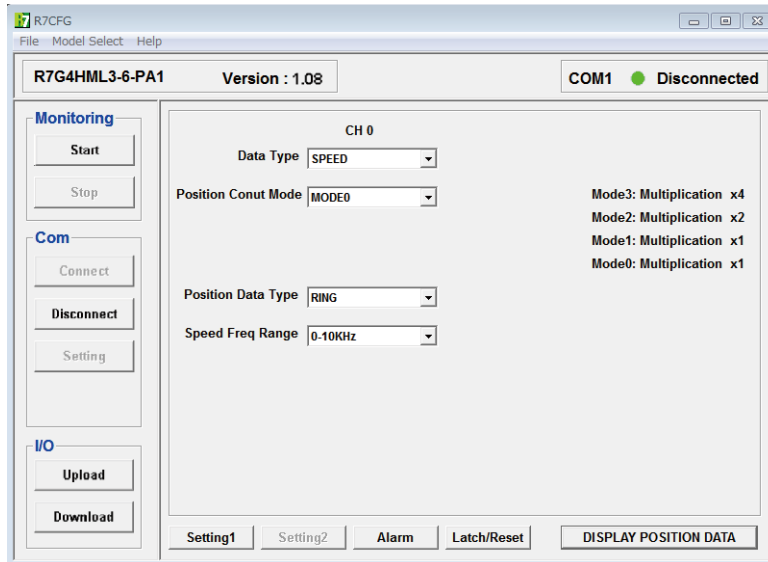 R7CFG
File Model Select Help
R7G4HML3-6-PA1 Version : 1.08 COM1 Disconnected
Monitoring
Start
Stop
Com
Connect
Disconnect
Setting
I/O
Upload
Download
CH 0
Data Type SPEED
Position Conut Mode MODE0
Mode3: Multiplication x4
Mode2: Multiplication x2
Mode1: Multiplication x1
Mode0: Multiplication x1
Position Data Type RING
Speed Freq Range 0-10KHz
Setting1 Setting2 Alarm Latch/Reset DISPLAY POSITION DATA